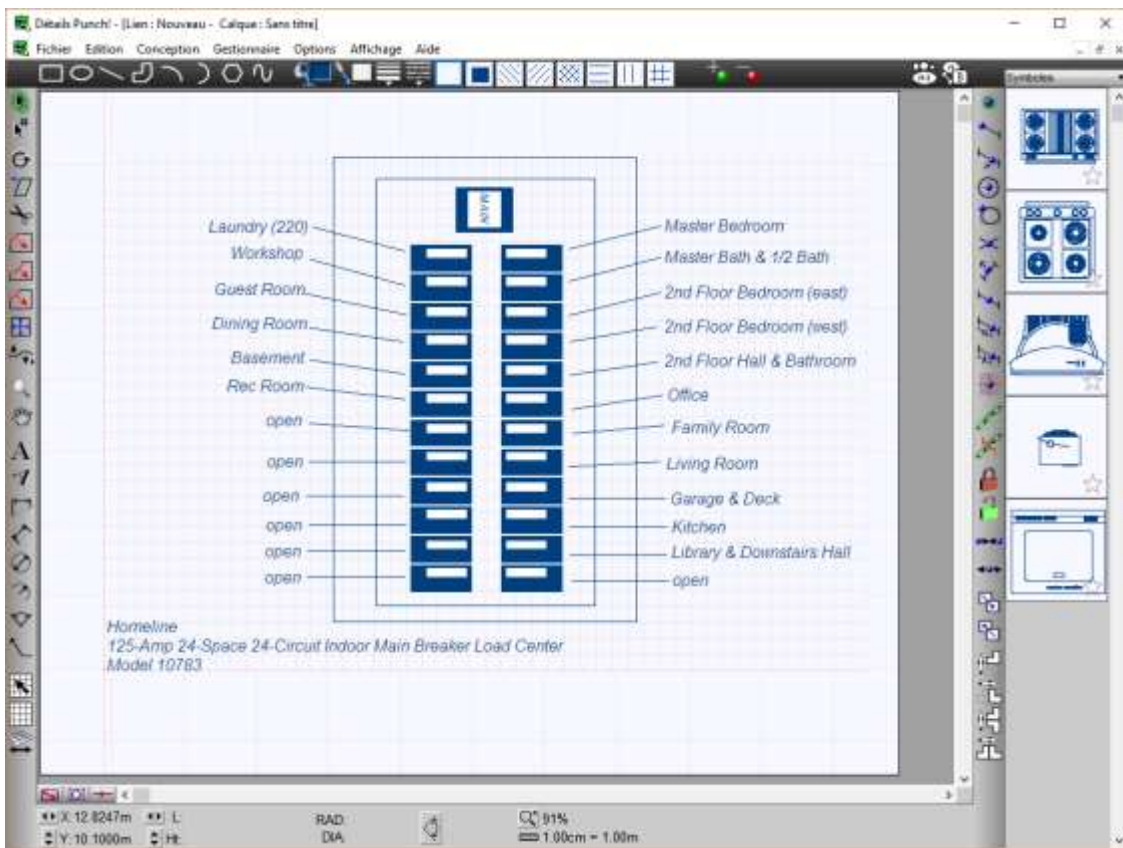 Détails Punch! - [Lien : Nouveau - Calque : Sans titre]
Fichier Edition Conception Gestionnaire Options Affichage Aide
Symboles
MAIN
Laundry (220)
Master Bedroom
Workshop
Master Bath & 1/2 Bath
Guest Room
2nd Floor Bedroom (east)
Dining Room
2nd Floor Bedroom (west)
Basement
2nd Floor Hall & Bathroom
Rec Room
Office
open
Family Room
open
Living Room
open
Garage & Deck
open
Kitchen
open
Library & Downstairs Hall
open
open
Homeline
125-Amp 24-Space 24-Circuit Indoor Main Breaker Load Center
Model 10783
X: 12.8247m L: RAD: 91%
Y: 10.1000m Ht: DIA: 1.00cm = 1.00m